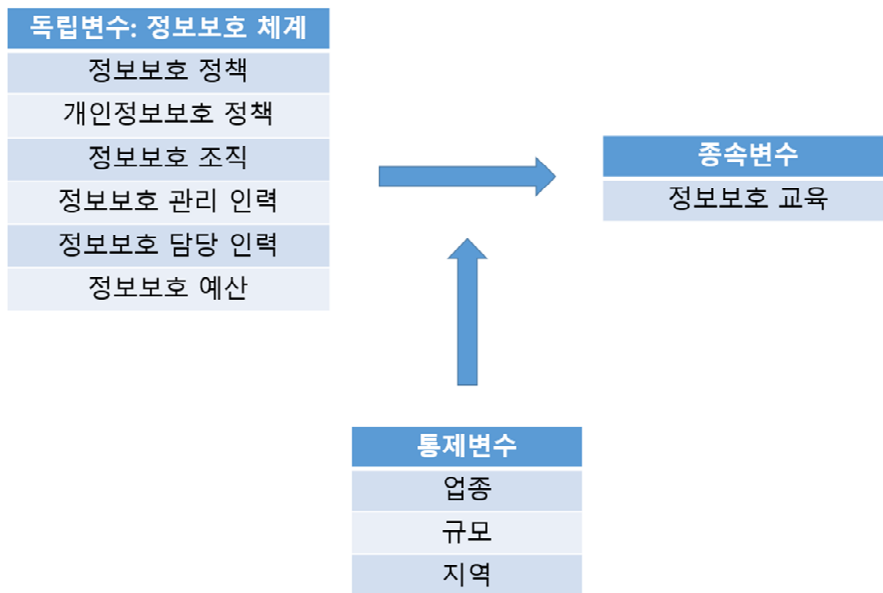 독립변수: 정보보호 체계
정보보호 정책
개인정보보호 정책
정보보호 조직
정보보호 관리 인력
정보보호 담당 인력
정보보호 예산
종속변수
정보보호 교육
통제변수
업종
규모
지역